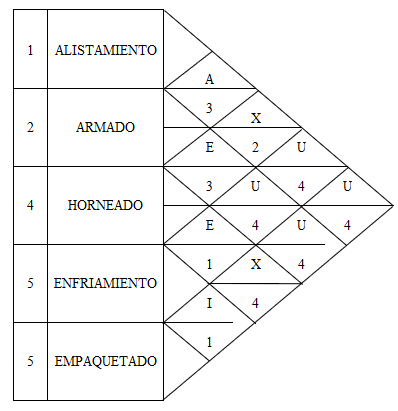 1 ALISTAMIENTO
A
3 X
2 ARMADO
E 2 U
3 U 4 U
4 HORNEADO
E 4 U 4
1 X 4
5 ENFRIAMIENTO
I 4
1
5 EMPAQUETADO